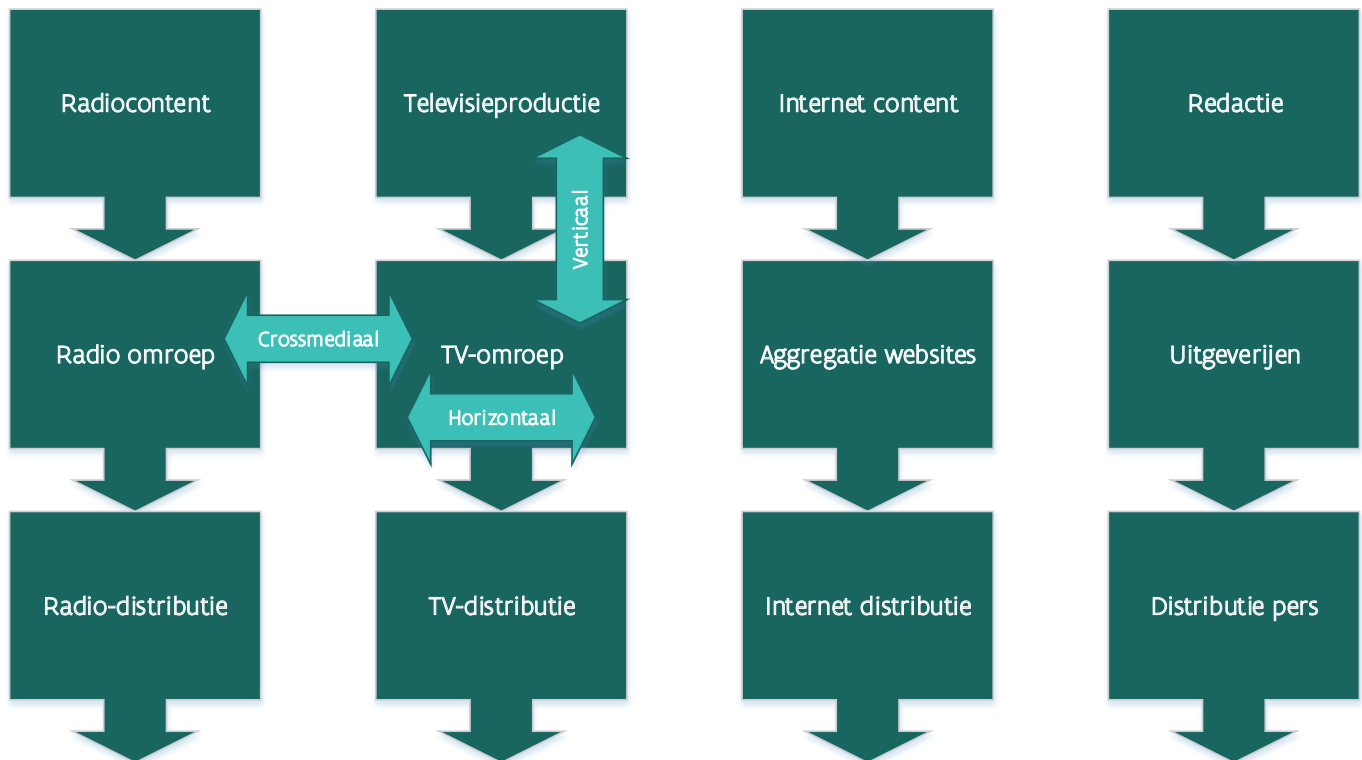 Radiocontent
Televisieproductie
Internet content
Redactie
Verticaal
Radio omroep
Crossmediaal
TV-omroep
Horizontaal
Aggregatie websites
Uitgeverijen
Radio-distributie
TV-distributie
Internet distributie
Distributie pers